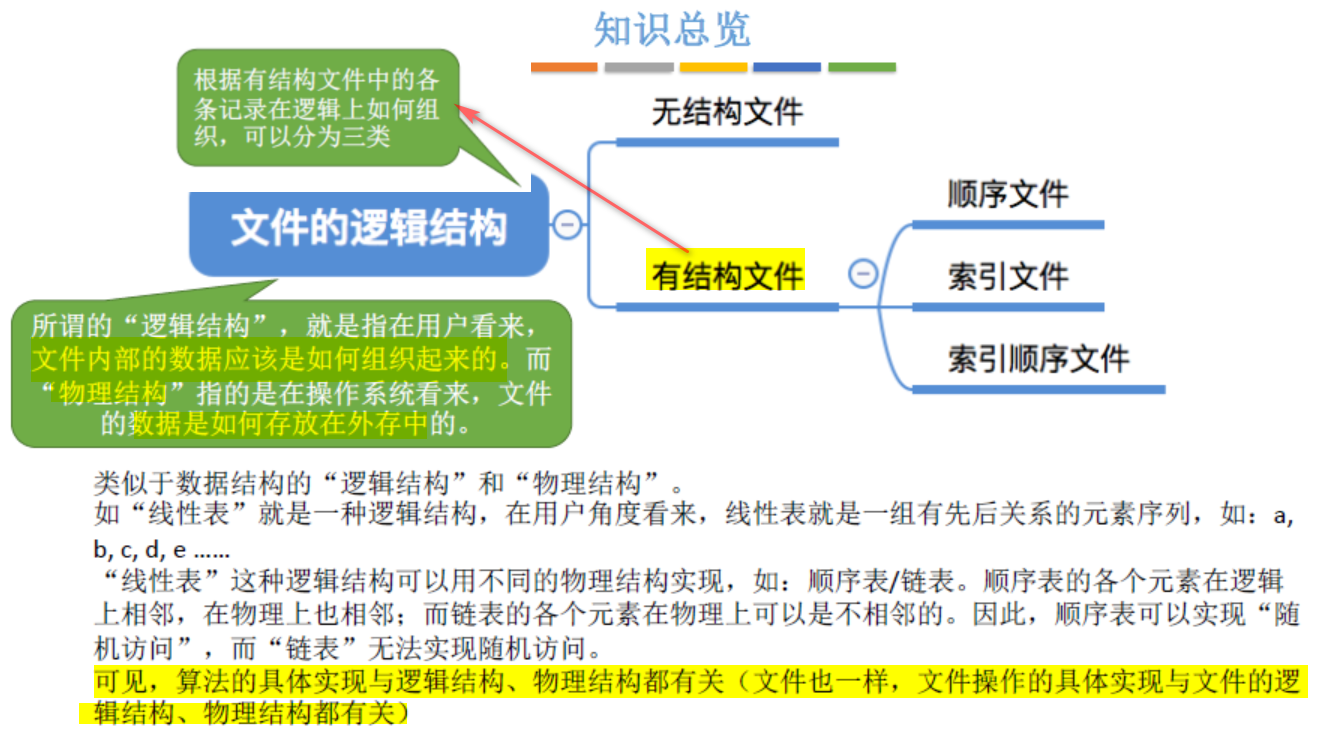 知识总览
根据有结构文件中的各
条记录在逻辑上如何组
织，可以分为三类
无结构文件
文件的逻辑结构
有结构文件
顺序文件
索引文件
索引顺序文件
所谓的“逻辑结构”，就是指在用户看来，
文件内部的数据应该是如何组织起来的。而
“物理结构”指的是在操作系统看来，文件
的数据是如何存放在外存中的。
类似于数据结构的“逻辑结构”和“物理结构”。
如“线性表”就是一种逻辑结构，在用户角度看来，线性表就是一组有先后关系的元素序列，如：a,
b, c, d, e ……
“线性表”这种逻辑结构可以用不同的物理结构实现，如：顺序表/链表。顺序表的各个元素在逻辑
上相邻，在物理上也相邻；而链表的各个元素在物理上可以是不相邻的。因此，顺序表可以实现“随
机访问”，而“链表”无法实现随机访问。
可见，算法的具体实现与逻辑结构、物理结构都有关（文件也一样，文件操作的具体实现与文件的逻
辑结构、物理结构都有关）